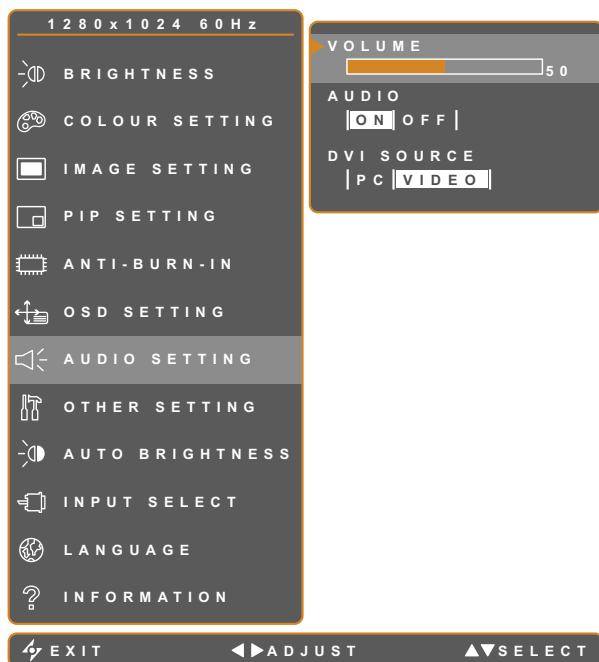 1280x1024 60Hz
BRIGHTNESS
COLOUR SETTING
IMAGE SETTING
PIP SETTING
ANTI-BURN-IN
OSD SETTING
AUDIO SETTING
OTHER SETTING
AUTO BRIGHTNESS
INPUT SELECT
LANGUAGE
INFORMATION
VOLUME
50
AUDIO
ON OFF
DVI SOURCE
PC VIDEO
EXIT ADJUST SELECT